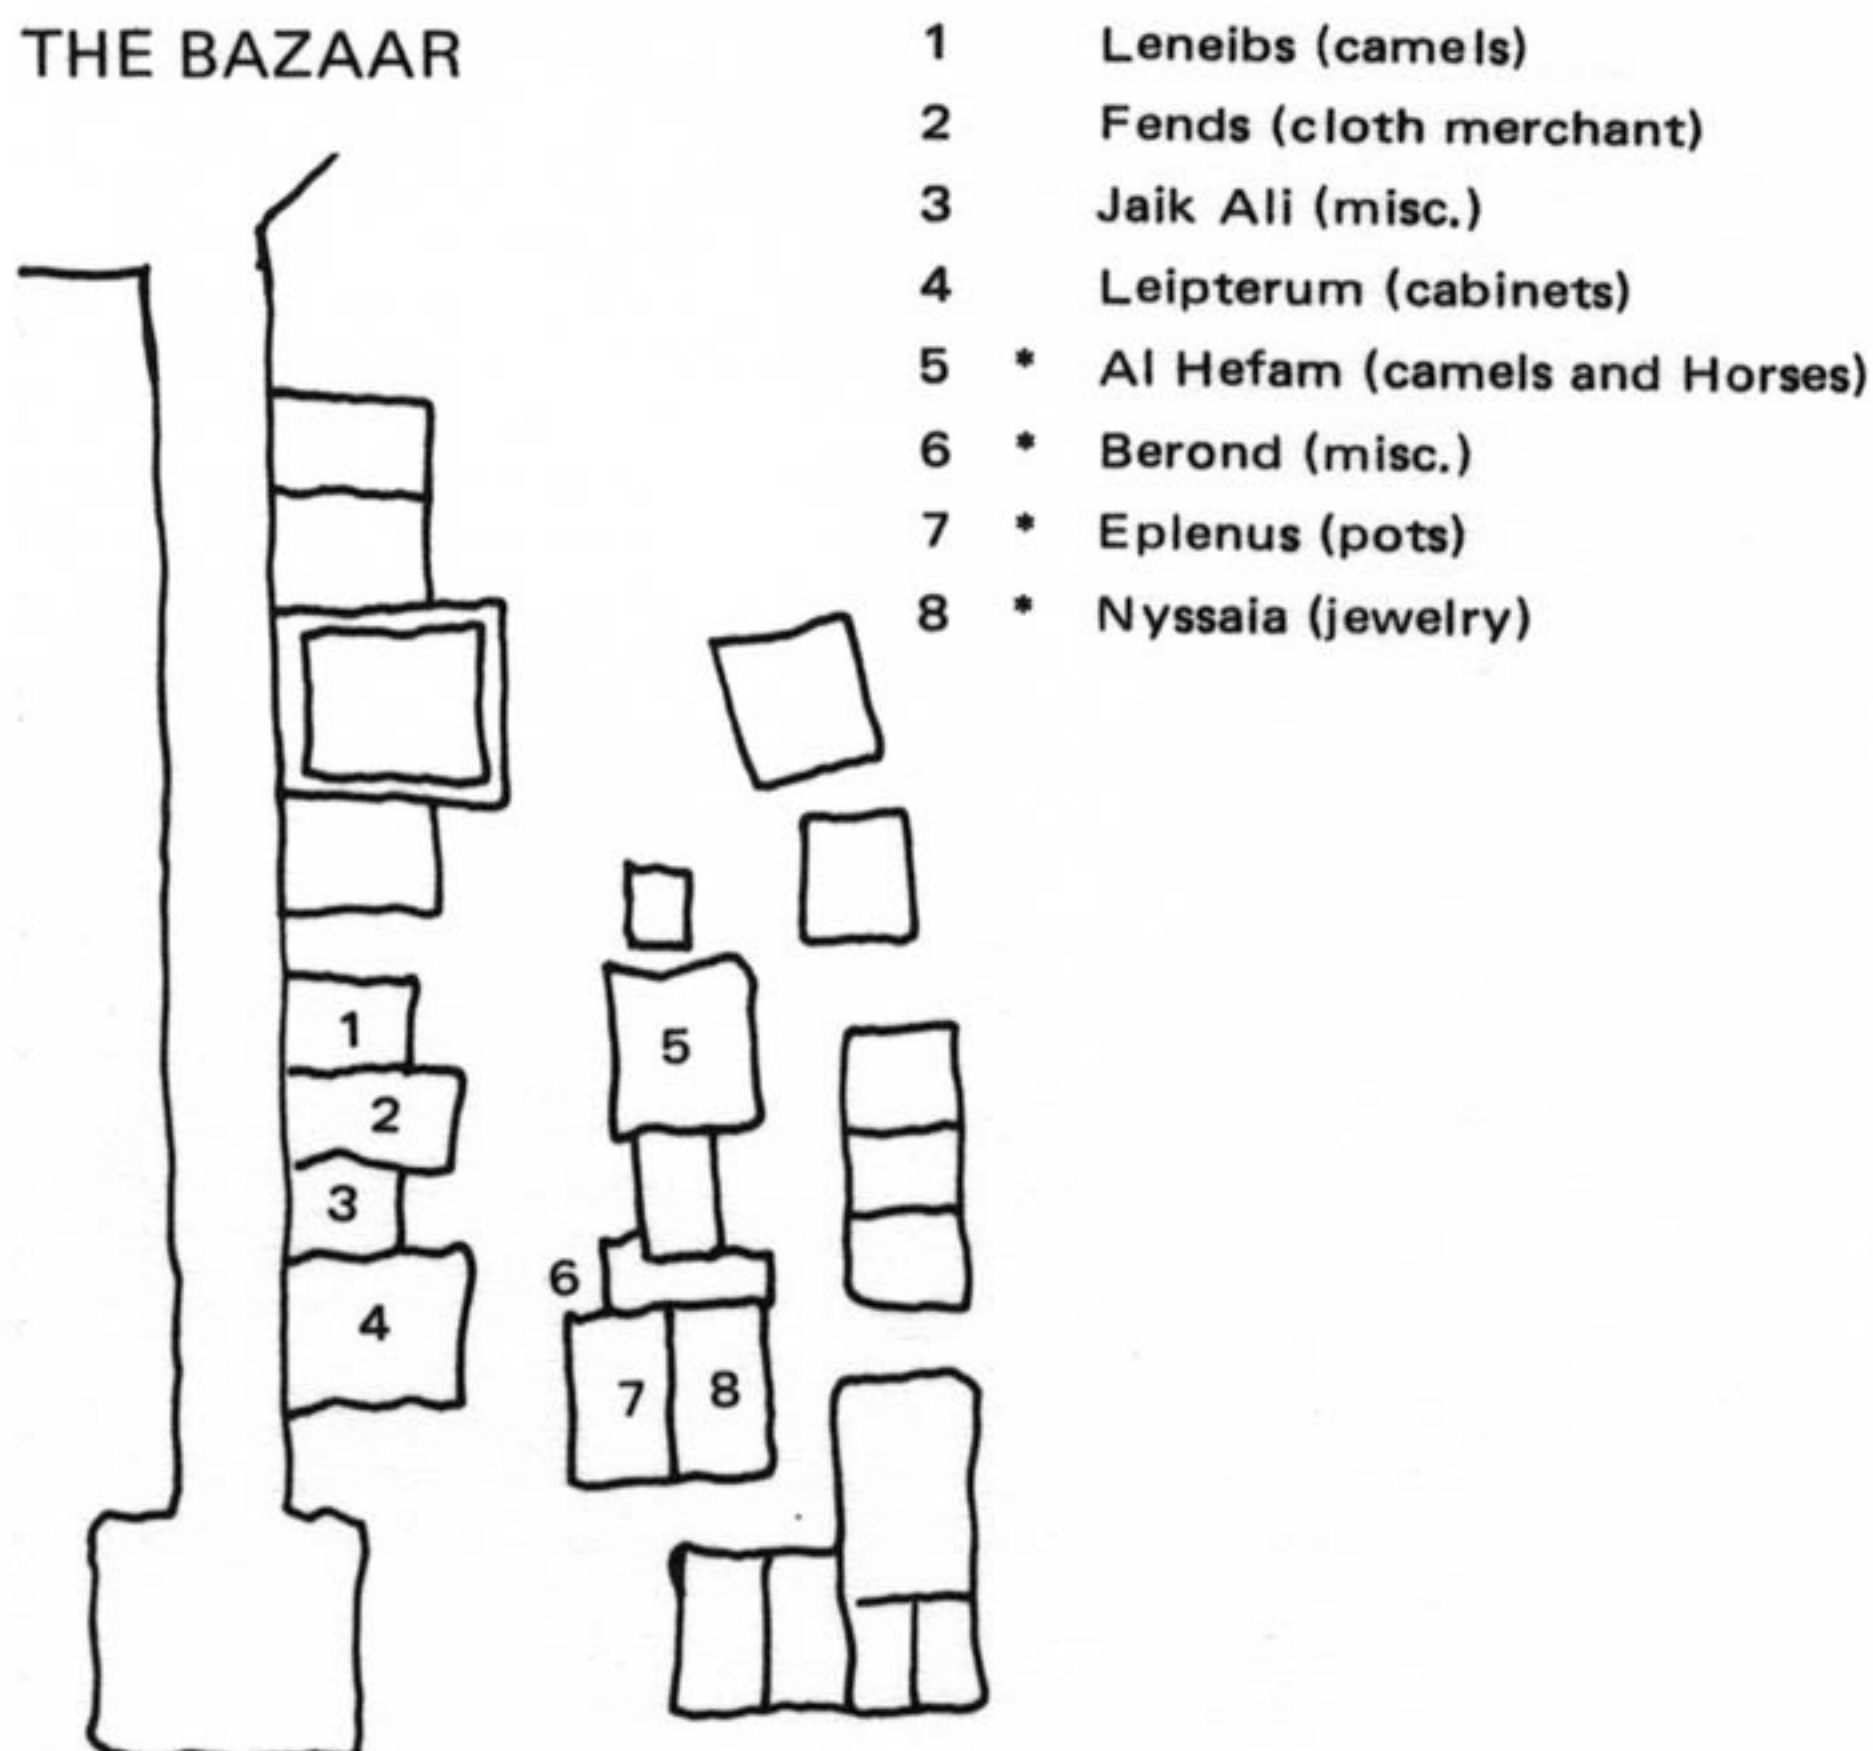 THE BAZAAR
1 Leneibs (camels)
2 Fends (cloth merchant)
3 Jaik Ali (misc.)
4 Leipterum (cabinets)
5 * Al Hefam (camels and Horses)
6 * Berond (misc.)
7 * Eplenus (pots)
8 * Nyssaia (jewelry)
1
2
3
4
5
6
7
8